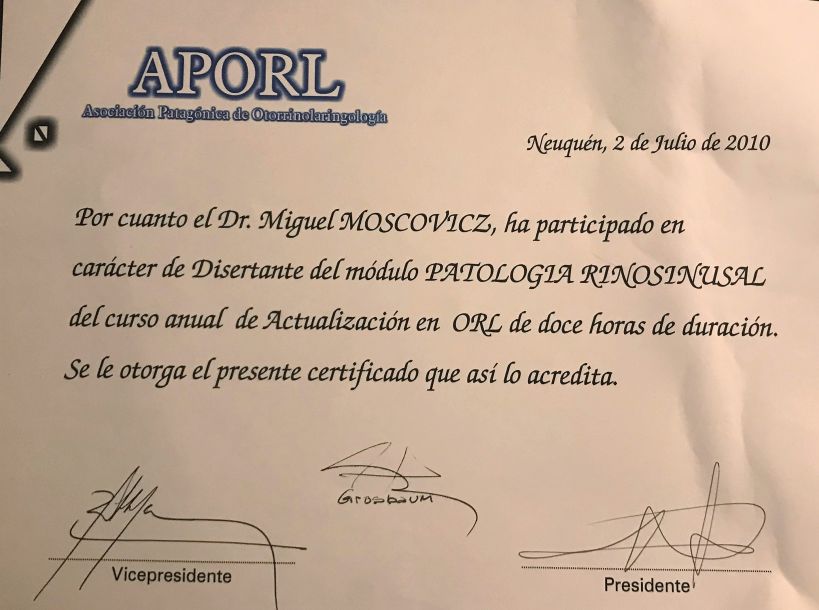 APORL
Asociación Patagónica de Otorrinolaringología
Neuquén, 2 de Julio de 2010
Por cuanto el Dr. Miguel MOSCOVICZ, ha participado en
carácter de Disertante del módulo PATOLOGIA RINOSINUSAL
del curso anual de Actualización en ORL de doce horas de duración.
Se le otorga el presente certificado que así lo acredita.
Grosbaum
Vicepresidente
Presidente